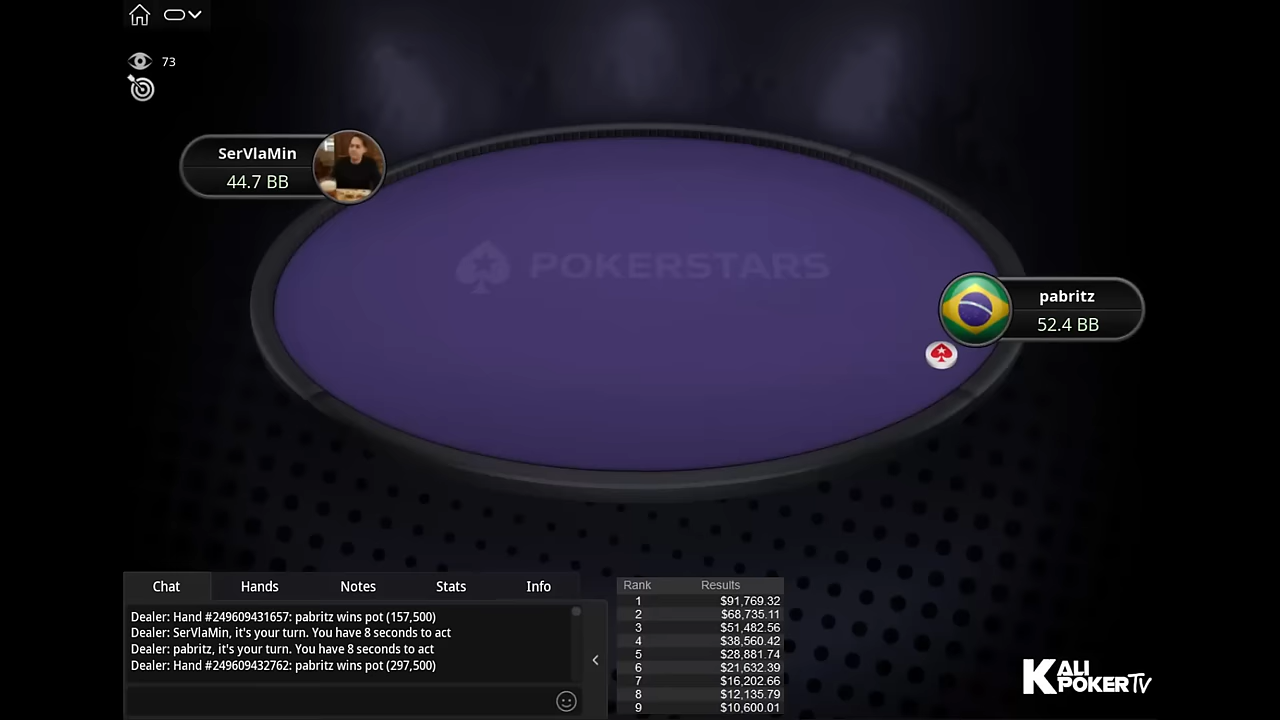 73
SerVlaMin
44.7 BB
POKERSTARS
pabritz
52.4 BB
Chat Hands Notes Stats Info
Dealer: Hand #249609431657: pabritz wins pot (157,500)
Dealer: SerVlaMin, it's your turn. You have 8 seconds to act
Dealer: pabritz, it's your turn. You have 8 seconds to act
Dealer: Hand #249609432762: pabritz wins pot (297,500)
Rank Results
1 $91,769.32
2 $68,735.11
3 $51,482.56
4 $38,560.42
5 $28,881.74
6 $21,632.39
7 $16,202.66
8 $12,135.79
9 $10,600.01
KALI
POKERTV